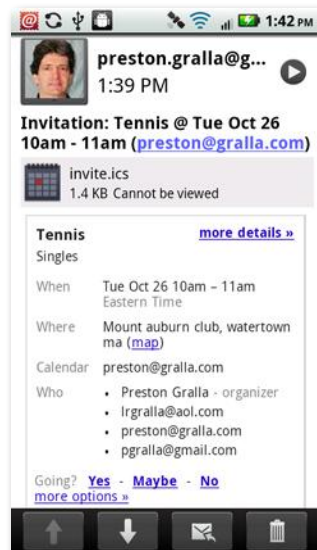 1:42 PM
preston.gralla@g...
1:39 PM
Invitation: Tennis @ Tue Oct 26
10am - 11am (preston@gralla.com)
invite.ics
1.4 KB Cannot be viewed
Tennis more details »
Singles
When Tue Oct 26 10am – 11am
Eastern Time
Where Mount auburn club, watertown
ma (map)
Calendar preston@gralla.com
Who • Preston Gralla - organizer
• lrgralla@aol.com
• preston@gralla.com
• pgralla@gmail.com
Going? Yes - Maybe - No
more options »